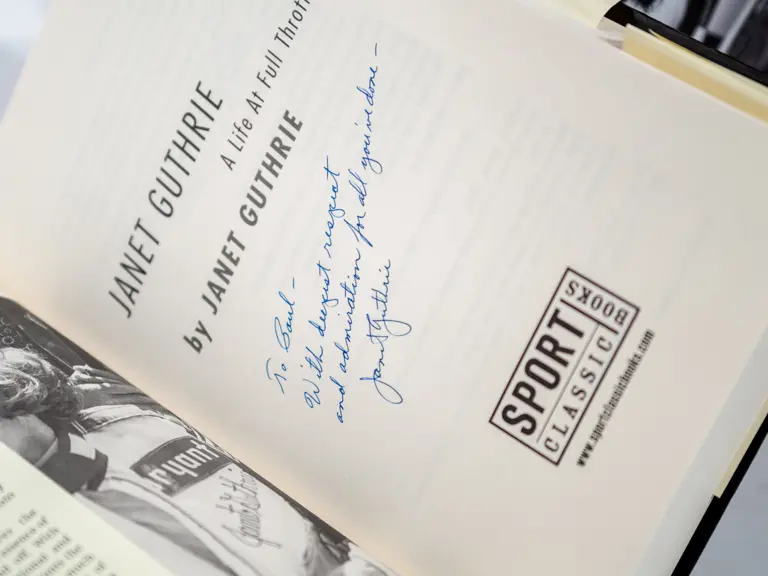 JANET GUTHRIE
A Life At Full
by JANET GUTHRIE
To Paul –
With deepest respect
and admiration for all you've done –
Janet Guthrie
SPORT
CLASSIC
BOOKS
www.sportclassicbooks.com
ryant